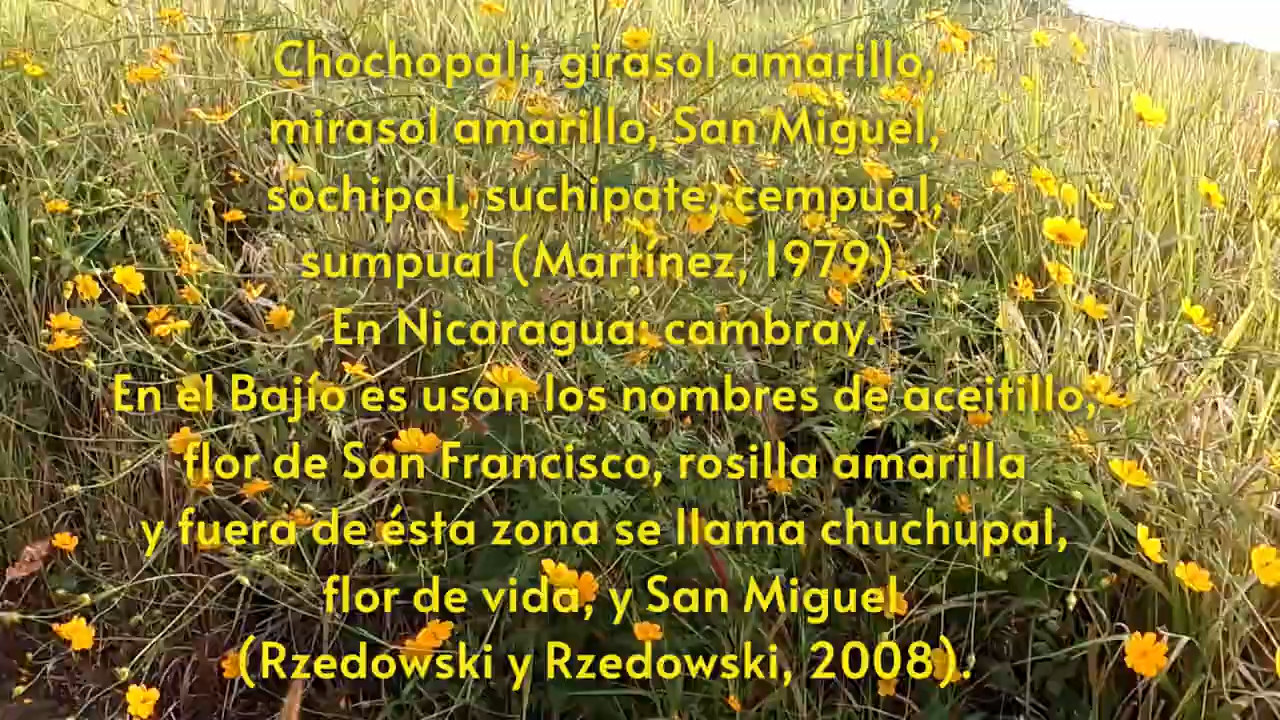 Chochopali, girasol amarillo,
mirasol amarillo, San Miguel,
sochipal, suchipate, cempual,
sumpual (Martínez, 1979).
En Nicaragua: cambray.
En el Bajío es usan los nombres de aceitillo,
flor de San Francisco, rosilla amarilla
y fuera de ésta zona se llama chuchupal,
flor de vida, y San Miguel
(Rzedowski y Rzedowski, 2008).